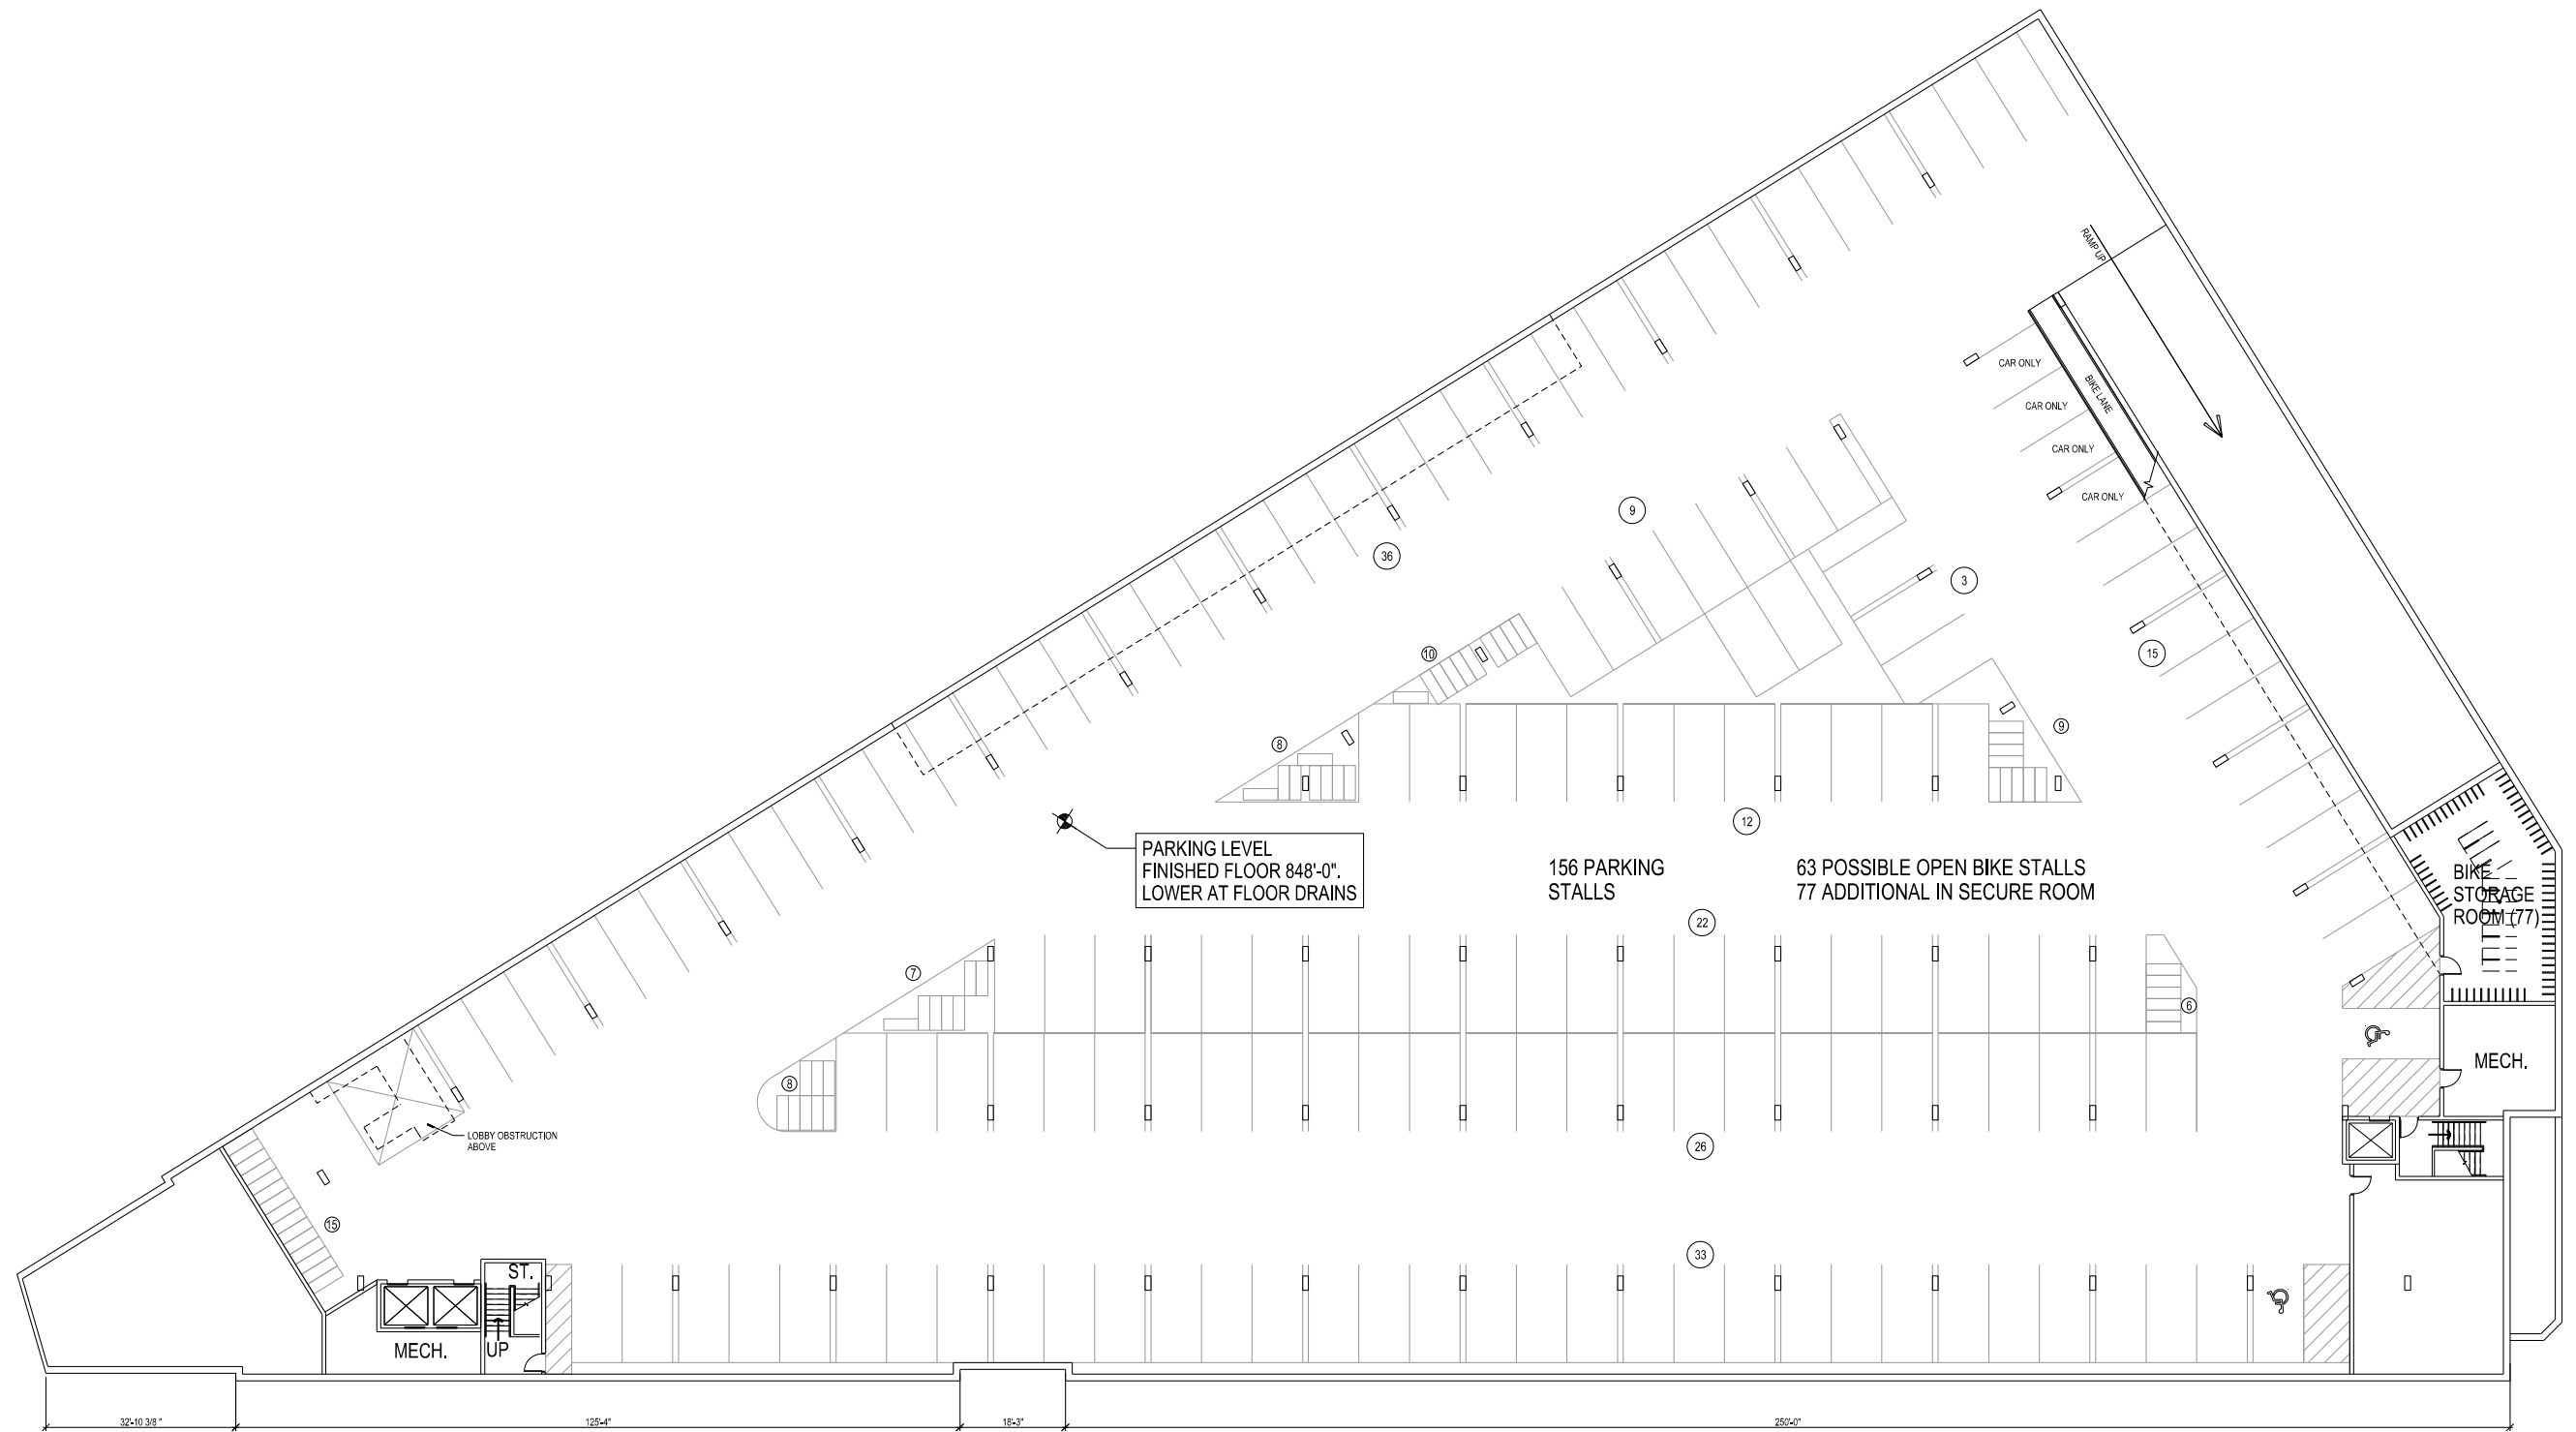 RAMP UP
CAR ONLY
BIKE LANE
CAR ONLY
CAR ONLY
CAR ONLY
9
36
3
10
15
9
8
12
PARKING LEVEL
FINISHED FLOOR 848'-0".
LOWER AT FLOOR DRAINS
156 PARKING
STALLS
63 POSSIBLE OPEN BIKE STALLS
77 ADDITIONAL IN SECURE ROOM
BIKE
STORAGE
ROOM (77)
22
7
6
MECH.
8
LOBBY OBSTRUCTION
ABOVE
26
15
33
ST.
MECH.
UP
32'-10 3/8 "
125'-4"
18'-3"
250'-0"